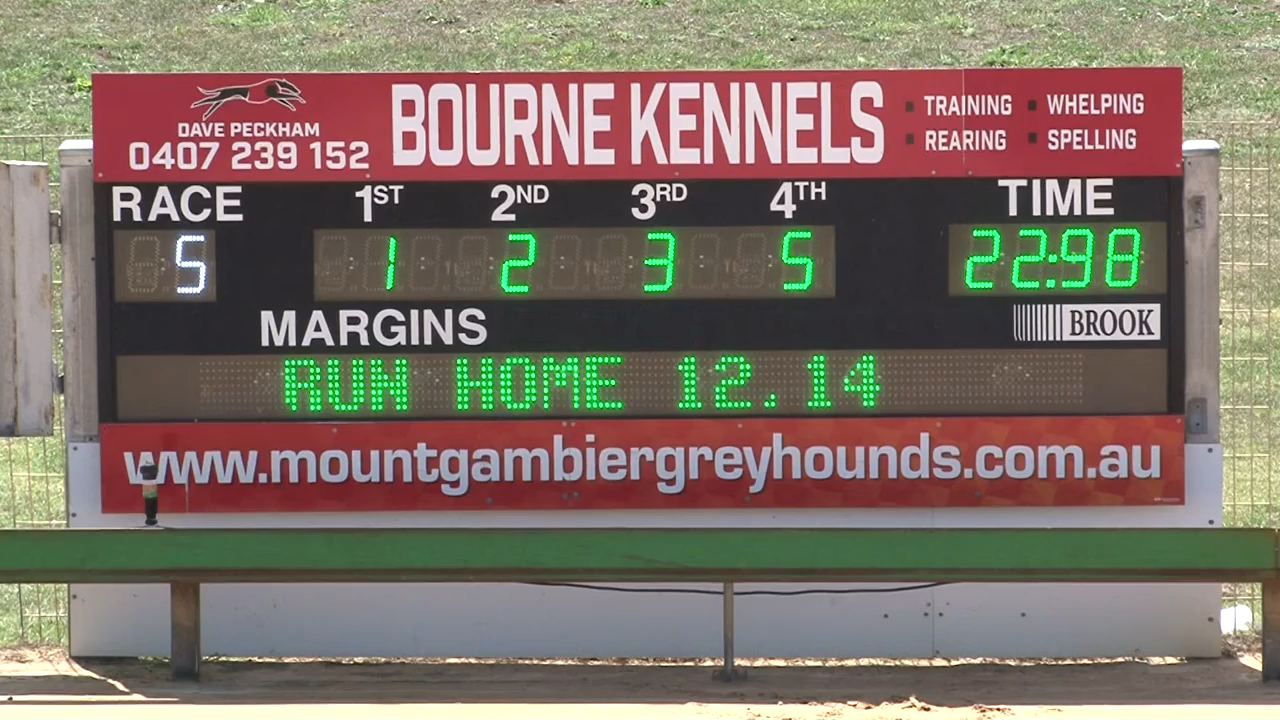 BOURNE KENNELS
DAVE PECKHAM
0407 239 152
TRAINING WHELPING
REARING SPELLING
RACE 1ST 2ND 3RD 4TH TIME
5 1 2 3 5 22:98
MARGINS BROOK
RUN HOME 12.14
www.mountgambiergreyhounds.com.au